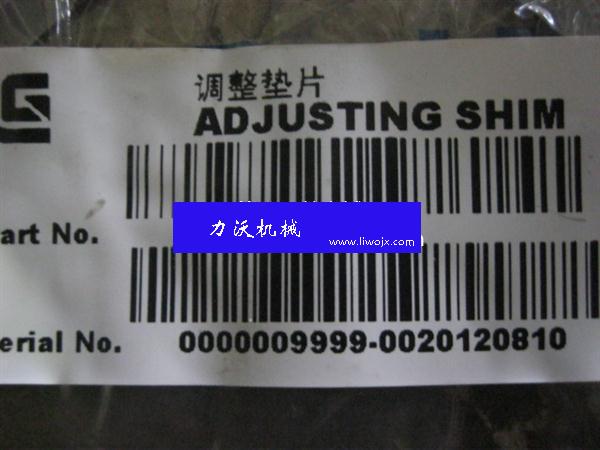 调整垫片
ADJUSTING SHIM
art No.
力沃机械
www.liwojx.com
erial No. 0000009999-0020120810